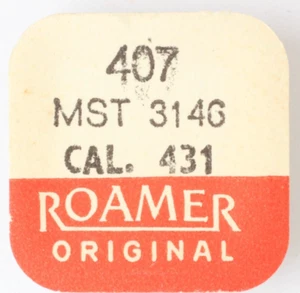 407
MST 3146
CAL. 431
ROAMER
ORIGINAL